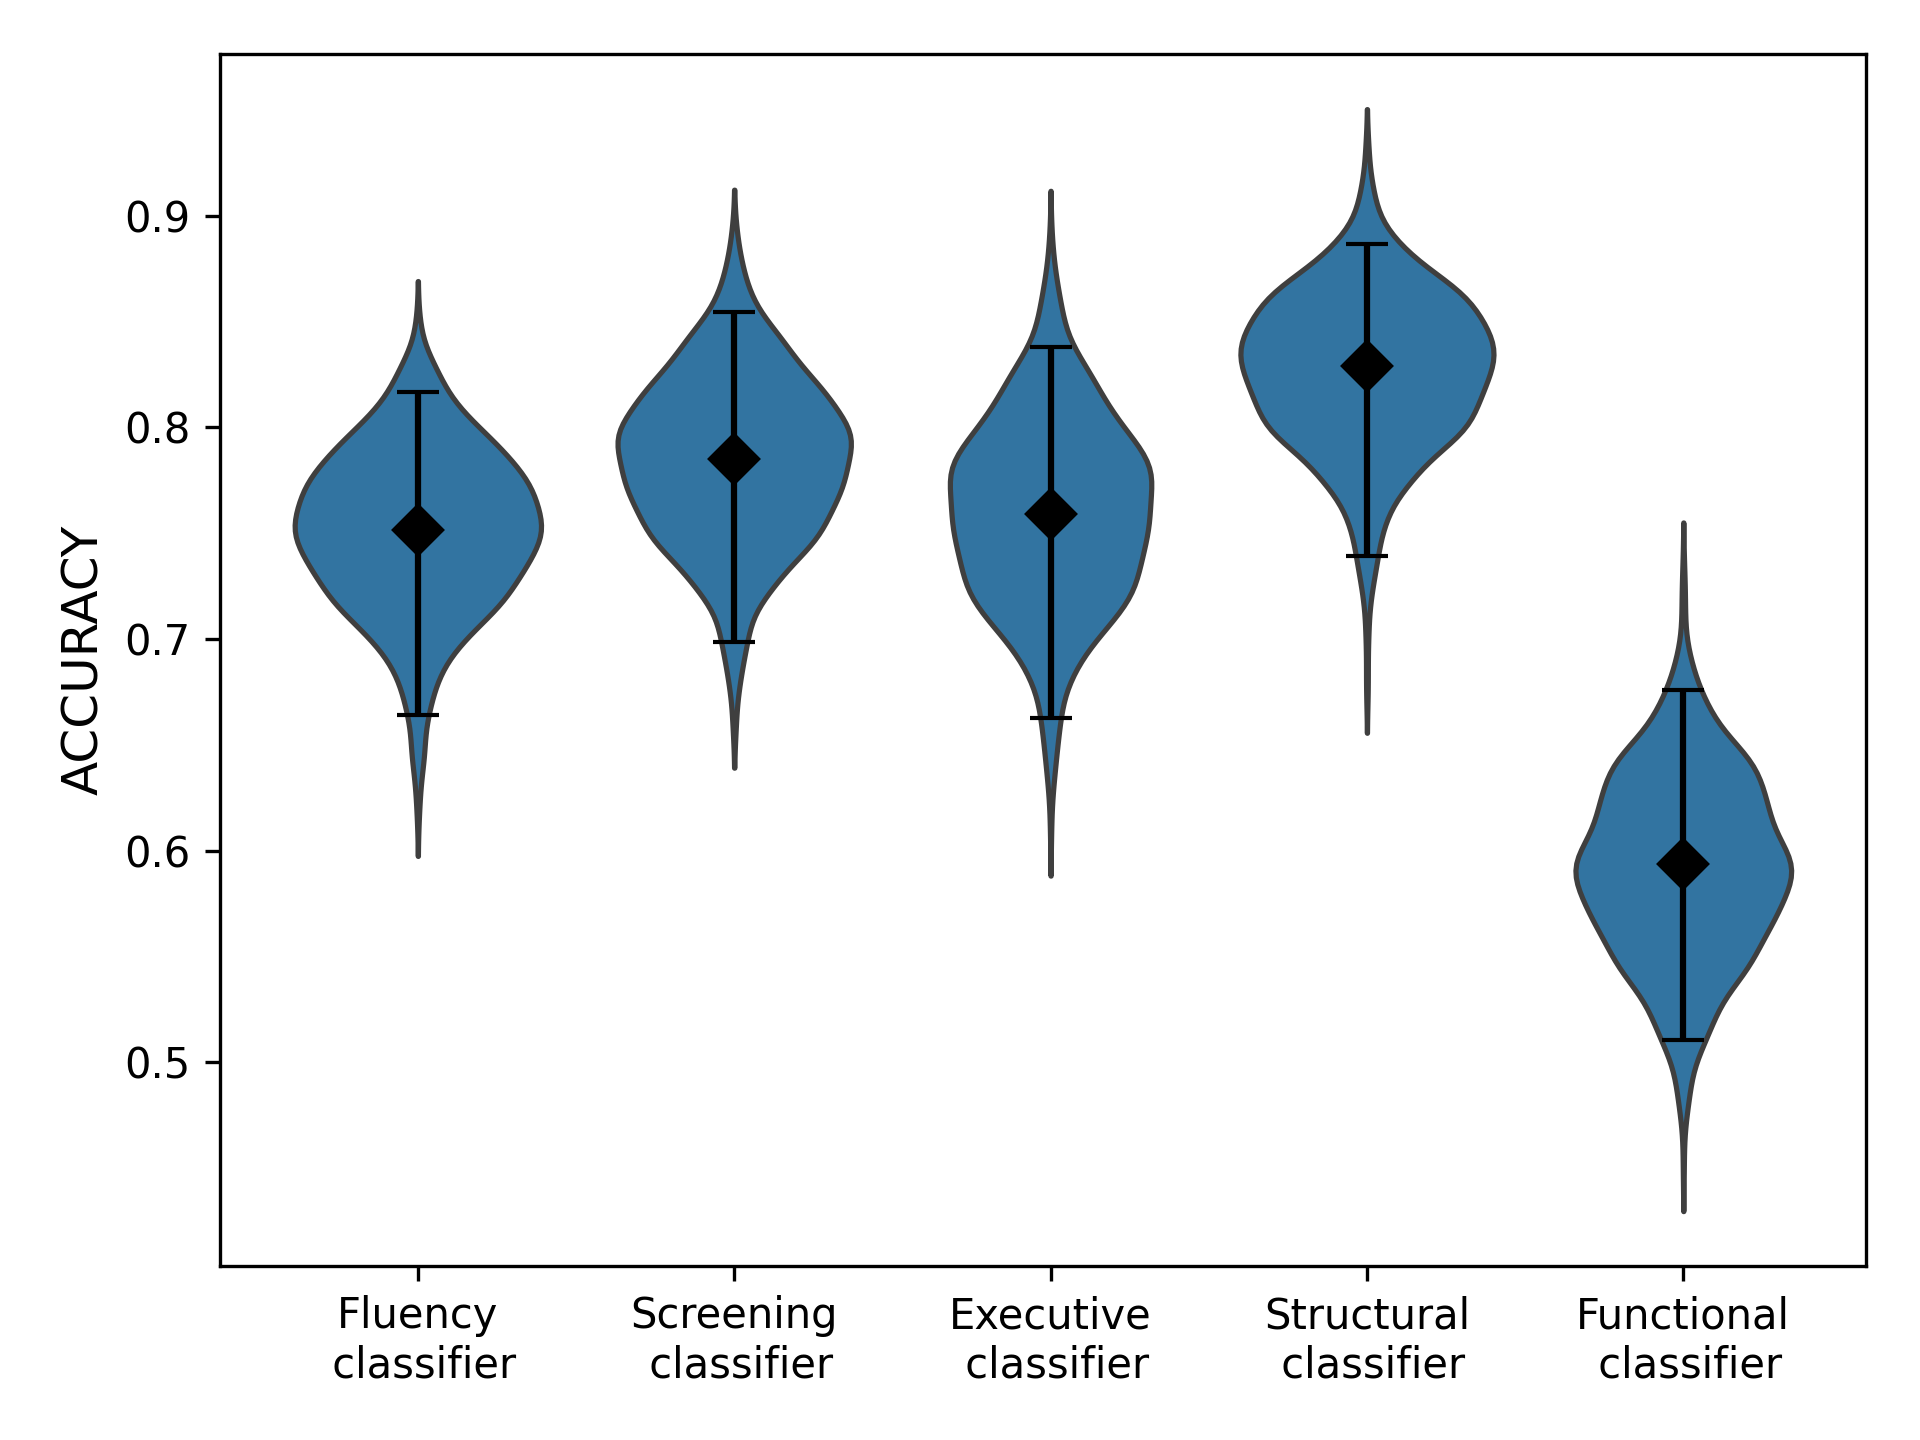 ACCURACY
0.9
0.8
0.7
0.6
0.5
Fluency classifier
Screening classifier
Executive classifier
Structural classifier
Functional classifier